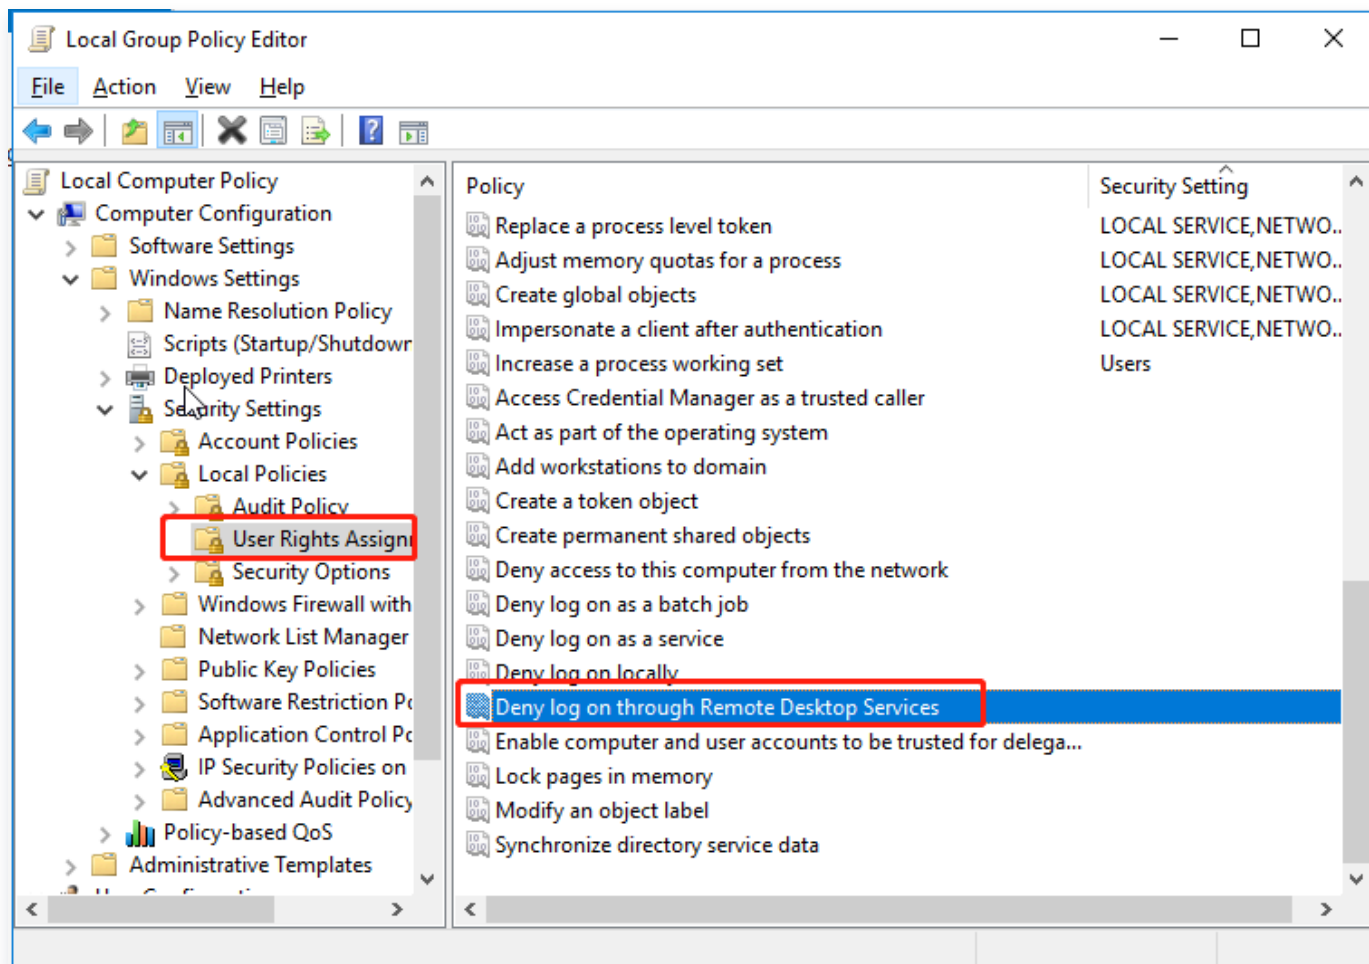 Local Group Policy Editor
File Action View Help
Local Computer Policy
Computer Configuration
Software Settings
Windows Settings
Name Resolution Policy
Scripts (Startup/Shutdowr
Deployed Printers
Security Settings
Account Policies
Local Policies
Audit Policy
User Rights Assign
Security Options
Windows Firewall with
Network List Manager
Public Key Policies
Software Restriction Po
Application Control Po
IP Security Policies on
Advanced Audit Policy
Policy-based QoS
Administrative Templates
Policy Security Setting
Replace a process level token LOCAL SERVICE,NETWO..
Adjust memory quotas for a process LOCAL SERVICE,NETWO..
Create global objects LOCAL SERVICE,NETWO..
Impersonate a client after authentication LOCAL SERVICE,NETWO..
Increase a process working set Users
Access Credential Manager as a trusted caller
Act as part of the operating system
Add workstations to domain
Create a token object
Create permanent shared objects
Deny access to this computer from the network
Deny log on as a batch job
Deny log on as a service
Deny log on locally
Deny log on through Remote Desktop Services
Enable computer and user accounts to be trusted for delega...
Lock pages in memory
Modify an object label
Synchronize directory service data